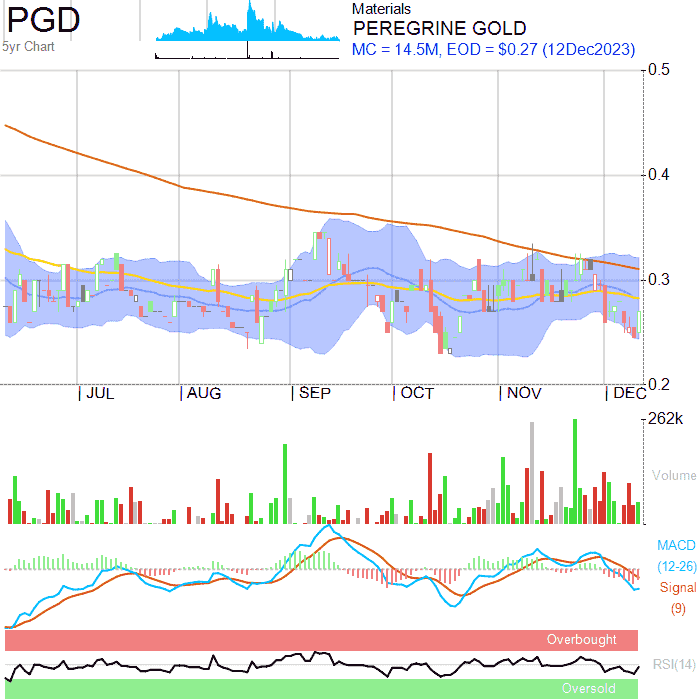 PGD
5yr Chart
Materials
PEREGRINE GOLD
MC = 14.5M, EOD = $0.27 (12Dec2023)
0.5
0.4
0.3
0.2
JUL AUG SEP OCT NOV DEC
262k
Volume
MACD
(12-26)
Signal
(9)
Overbought
RSI(14)
Oversold